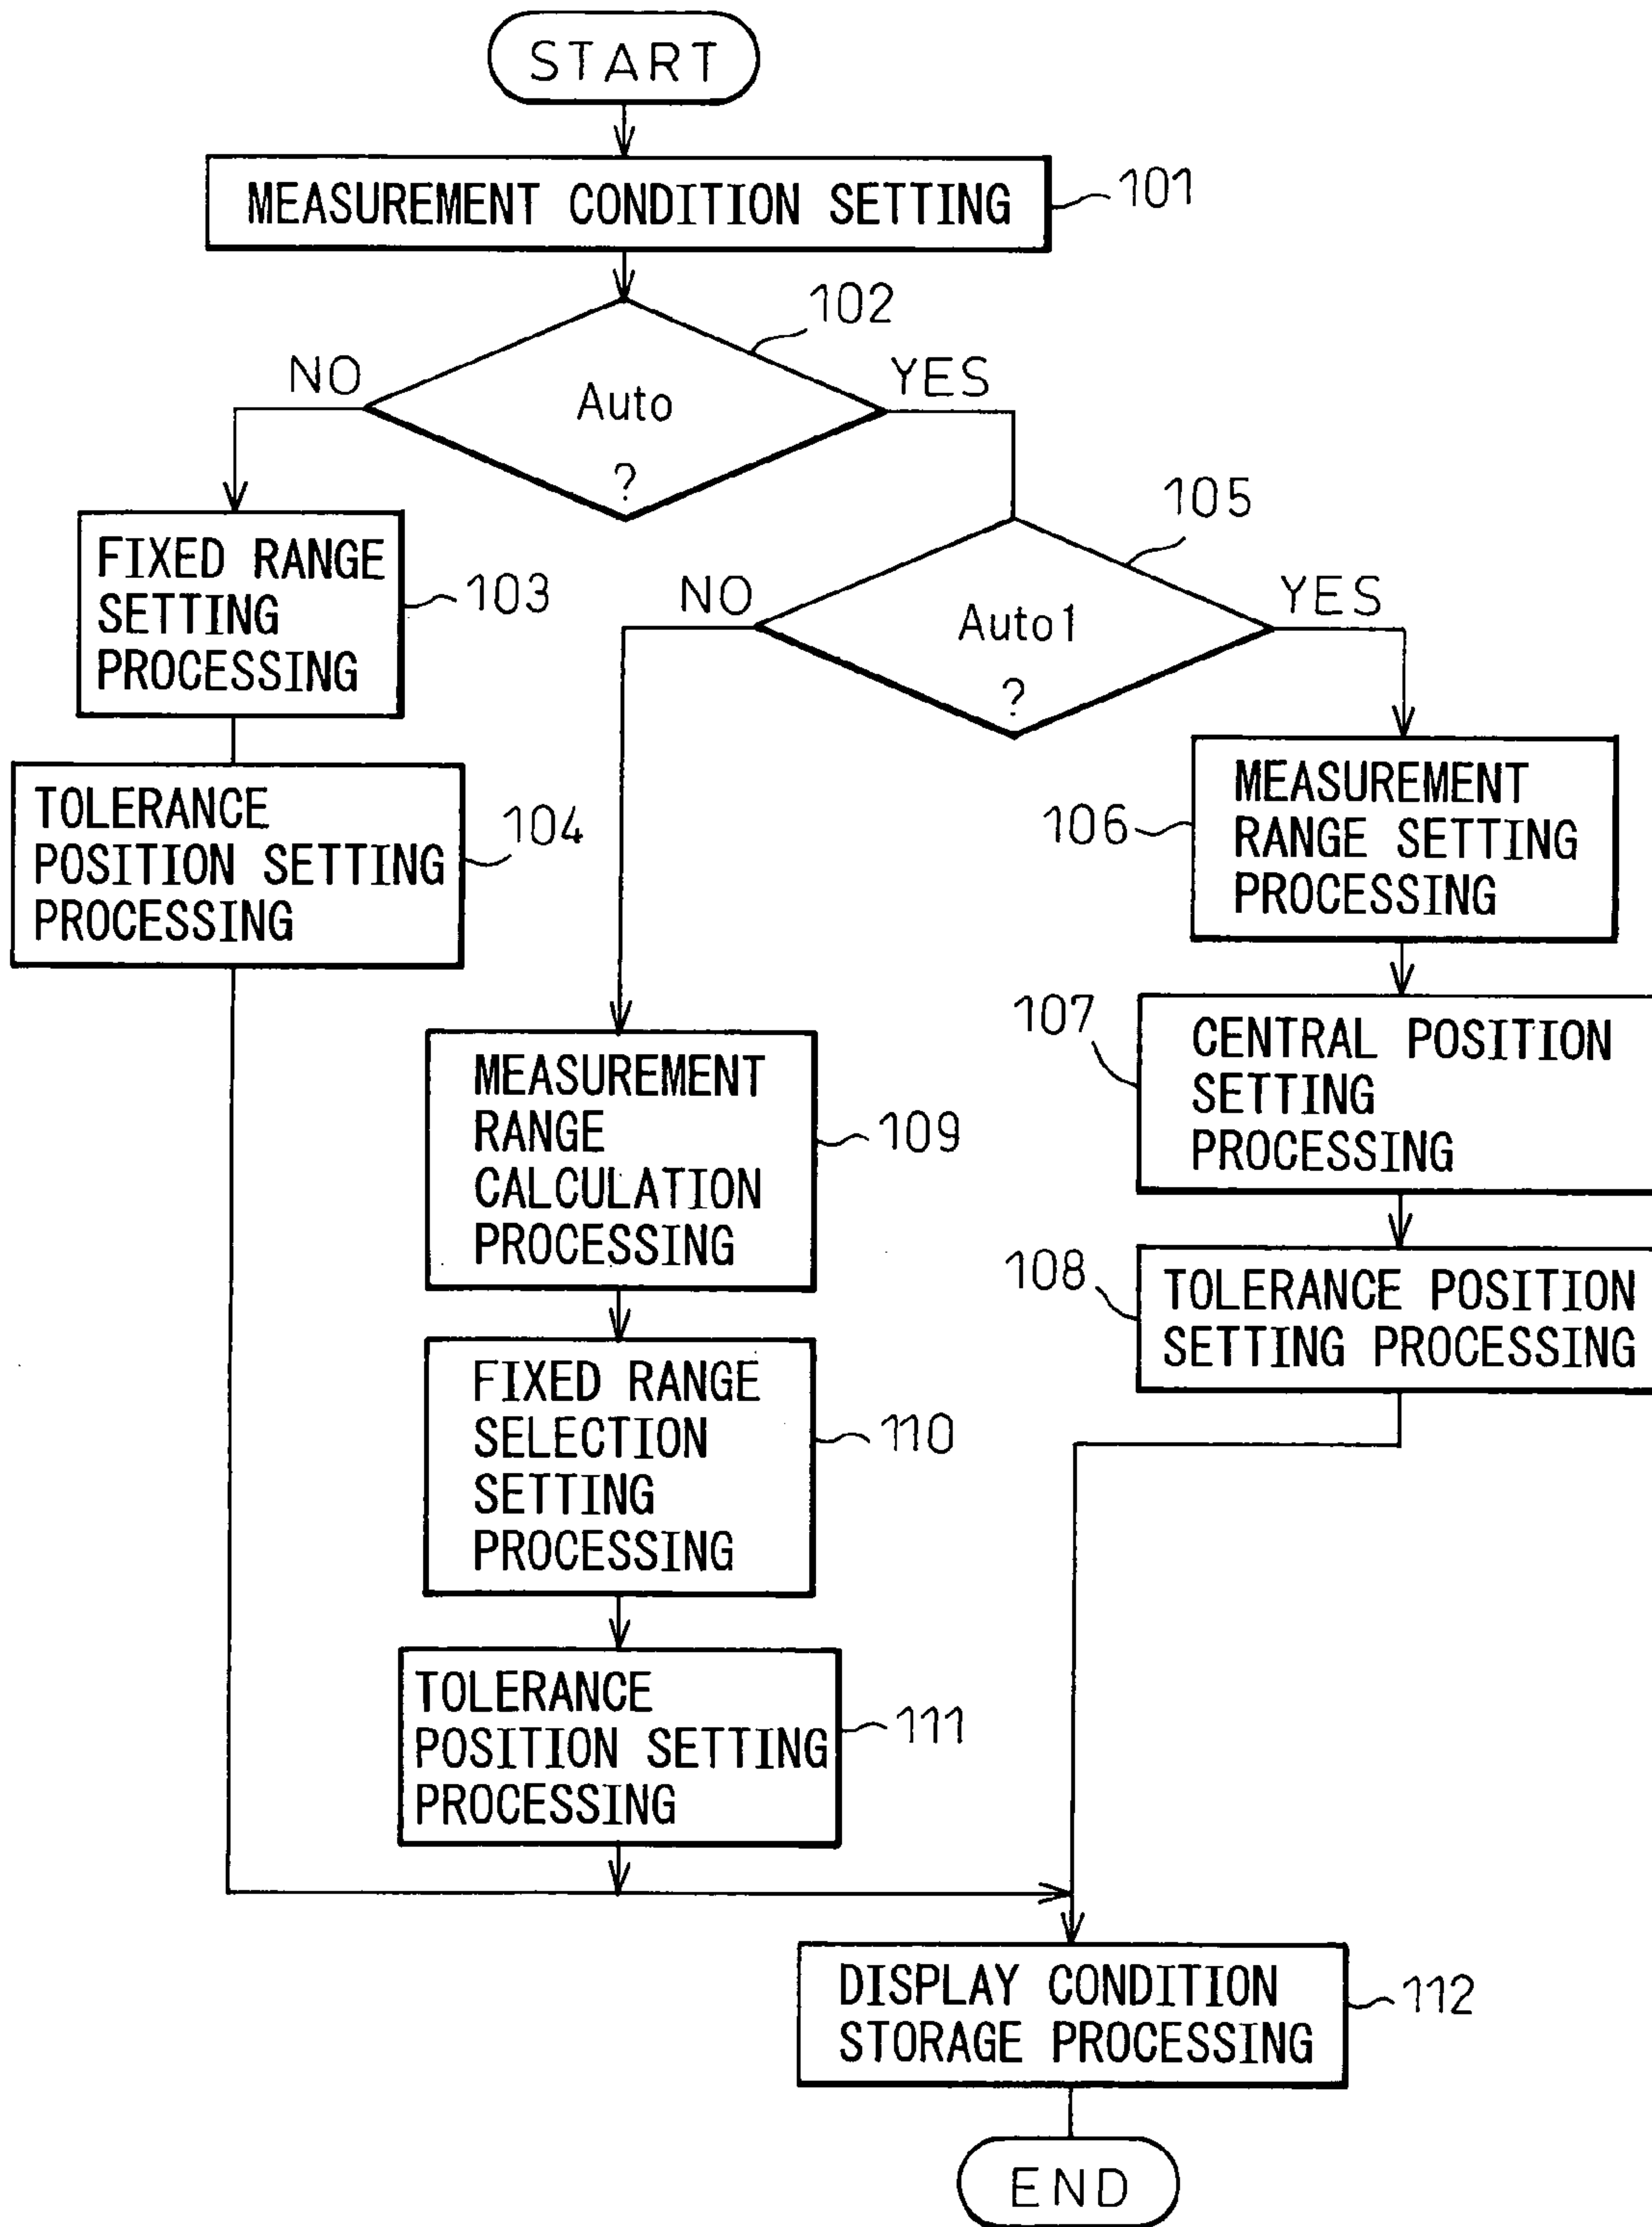 START
MEASUREMENT CONDITION SETTING
101
102
NO
YES
Auto
?
105
FIXED RANGE
SETTING
PROCESSING
103
NO
YES
Auto1
?
TOLERANCE
POSITION SETTING
PROCESSING
104
106
MEASUREMENT
RANGE SETTING
PROCESSING
107
CENTRAL POSITION
SETTING
PROCESSING
MEASUREMENT
RANGE
CALCULATION
PROCESSING
109
108
TOLERANCE POSITION
SETTING PROCESSING
FIXED RANGE
SELECTION
SETTING
PROCESSING
110
TOLERANCE
POSITION SETTING
PROCESSING
111
DISPLAY CONDITION
STORAGE PROCESSING
112
END